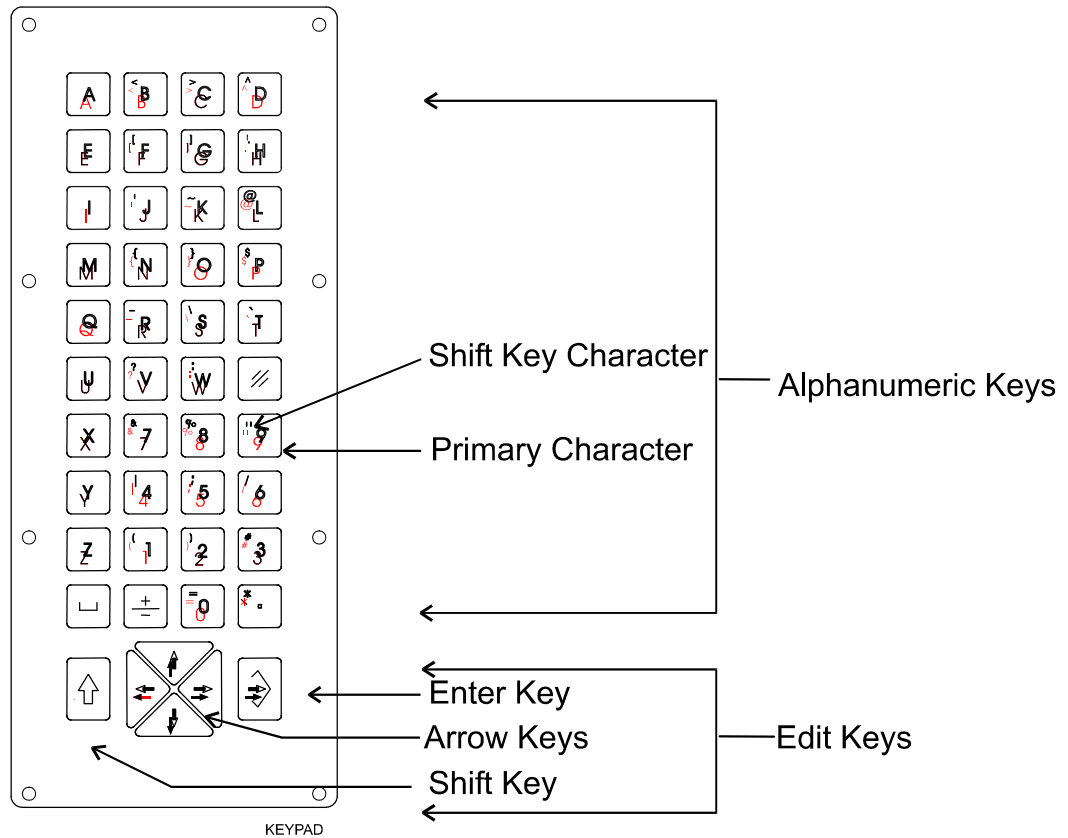 A < B > C ^ D
E [ F ] G H
I ' J ~ K @ L
M { N } O $ P
Q _ R \ S ` T
U ? V : W //
X & 7 % 8 " 9
Y | 4 ; 5 / 6
Z ( 1 ) 2 # 3
+ − = 0 * .
Shift Key Character
Primary Character
Alphanumeric Keys
Enter Key
Arrow Keys
Edit Keys
Shift Key
KEYPAD